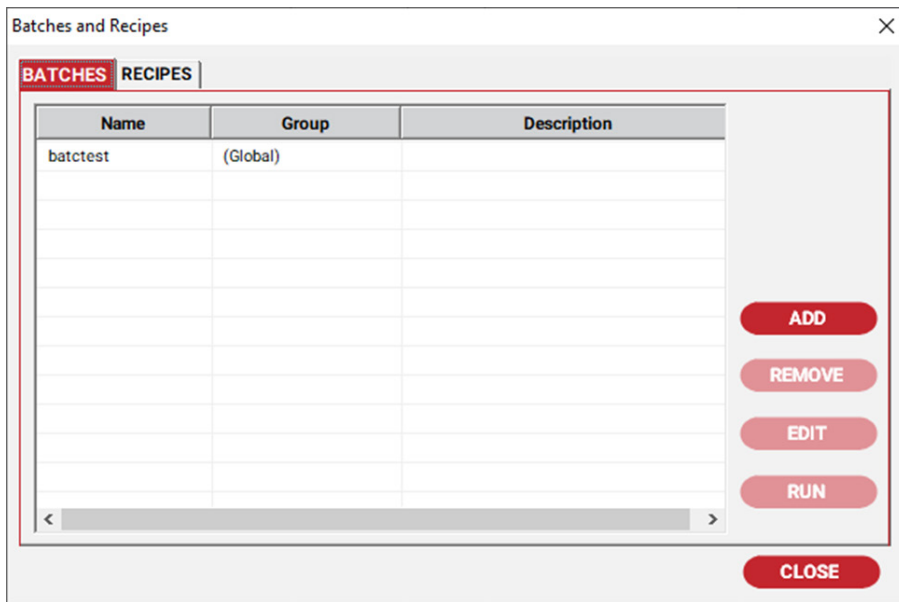 Batches and Recipes
BATCHES RECIPES
Name Group Description
batctest (Global)
ADD
REMOVE
EDIT
RUN
CLOSE